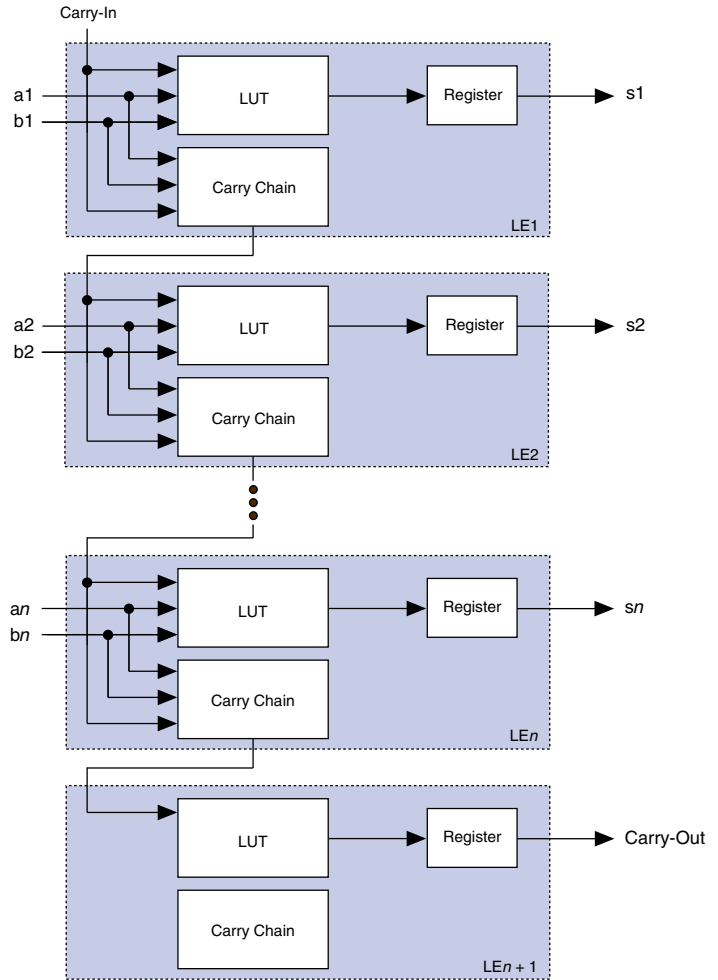 Carry-In
a1
b1
LUT
Register
s1
Carry Chain
LE1
a2
b2
LUT
Register
s2
Carry Chain
LE2
an
bn
LUT
Register
sn
Carry Chain
LEn
LUT
Register
Carry-Out
Carry Chain
LEn + 1